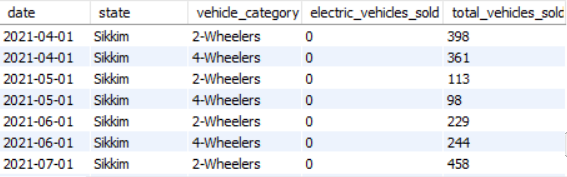 date state vehicle_category electric_vehicles_sold total_vehicles_sold
2021-04-01 Sikkim 2-Wheelers 0 398
2021-04-01 Sikkim 4-Wheelers 0 361
2021-05-01 Sikkim 2-Wheelers 0 113
2021-05-01 Sikkim 4-Wheelers 0 98
2021-06-01 Sikkim 2-Wheelers 0 229
2021-06-01 Sikkim 4-Wheelers 0 244
2021-07-01 Sikkim 2-Wheelers 0 458